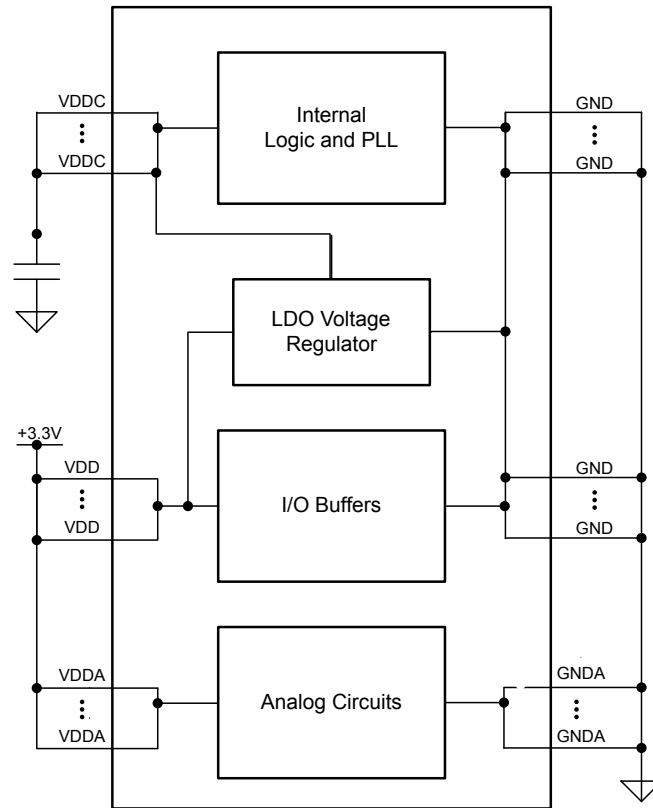 VDDC
VDDC
Internal
Logic and PLL
GND
GND
LDO Voltage
Regulator
+3.3V
VDD
VDD
I/O Buffers
GND
GND
VDDA
VDDA
Analog Circuits
GNDA
GNDA